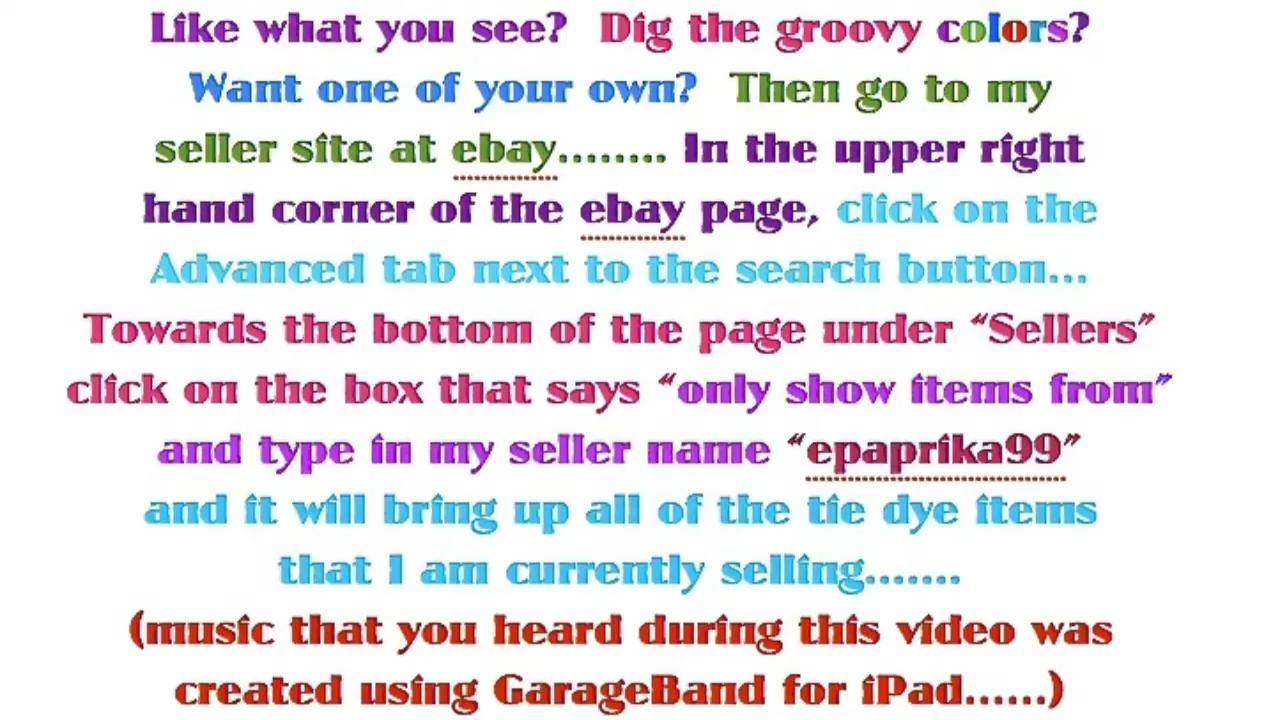 Like what you see?  Dig the groovy colors?
Want one of your own?  Then go to my
seller site at ebay........ In the upper right
hand corner of the ebay page, click on the
Advanced tab next to the search button...
Towards the bottom of the page under “Sellers”
click on the box that says “only show items from”
and type in my seller name “epaprika99”
and it will bring up all of the tie dye items
that I am currently selling.......
(music that you heard during this video was
created using GarageBand for iPad......)